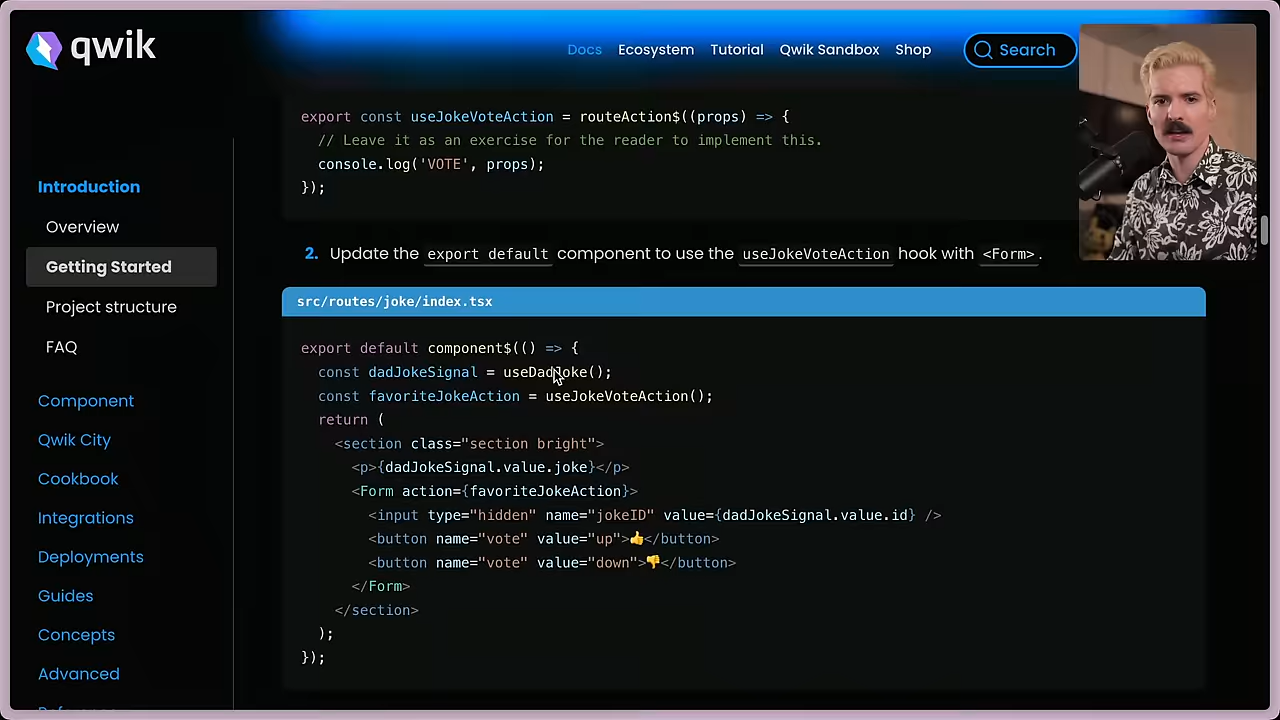 qwik
Docs Ecosystem Tutorial Qwik Sandbox Shop
Search
Introduction
Overview
Getting Started
Project structure
FAQ
Component
Qwik City
Cookbook
Integrations
Deployments
Guides
Concepts
Advanced
export const useJokeVoteAction = routeAction$((props) => {
// Leave it as an exercise for the reader to implement this.
console.log('VOTE', props);
});
2. Update the export default component to use the useJokeVoteAction hook with <Form>.
src/routes/joke/index.tsx
export default component$(() => {
const dadJokeSignal = useDadJoke();
const favoriteJokeAction = useJokeVoteAction();
return (
<section class="section bright">
<p>{dadJokeSignal.value.joke}</p>
<Form action={favoriteJokeAction}>
<input type="hidden" name="jokeID" value={dadJokeSignal.value.id} />
<button name="vote" value="up">👍</button>
<button name="vote" value="down">👎</button>
</Form>
</section>
);
});